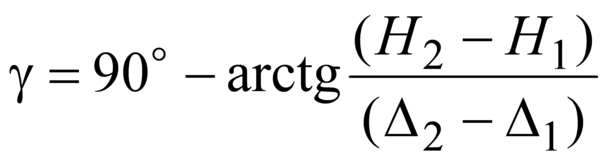 γ = 90° − arctg (H₂ − H₁) / (Δ₂ − Δ₁)